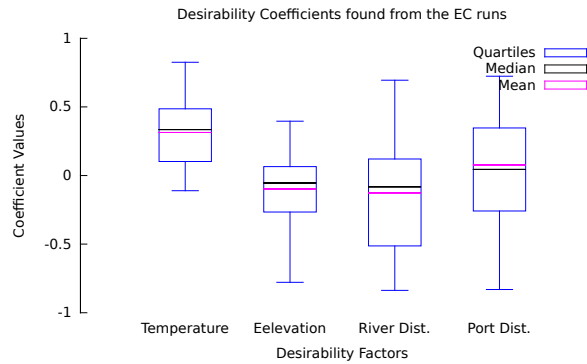 Desirability Coefficients found from the EC runs
Quartiles
Median
Mean
1
0.5
0
-0.5
-1
Coefficient Values
Temperature
Eelevation
River Dist.
Port Dist.
Desirability Factors